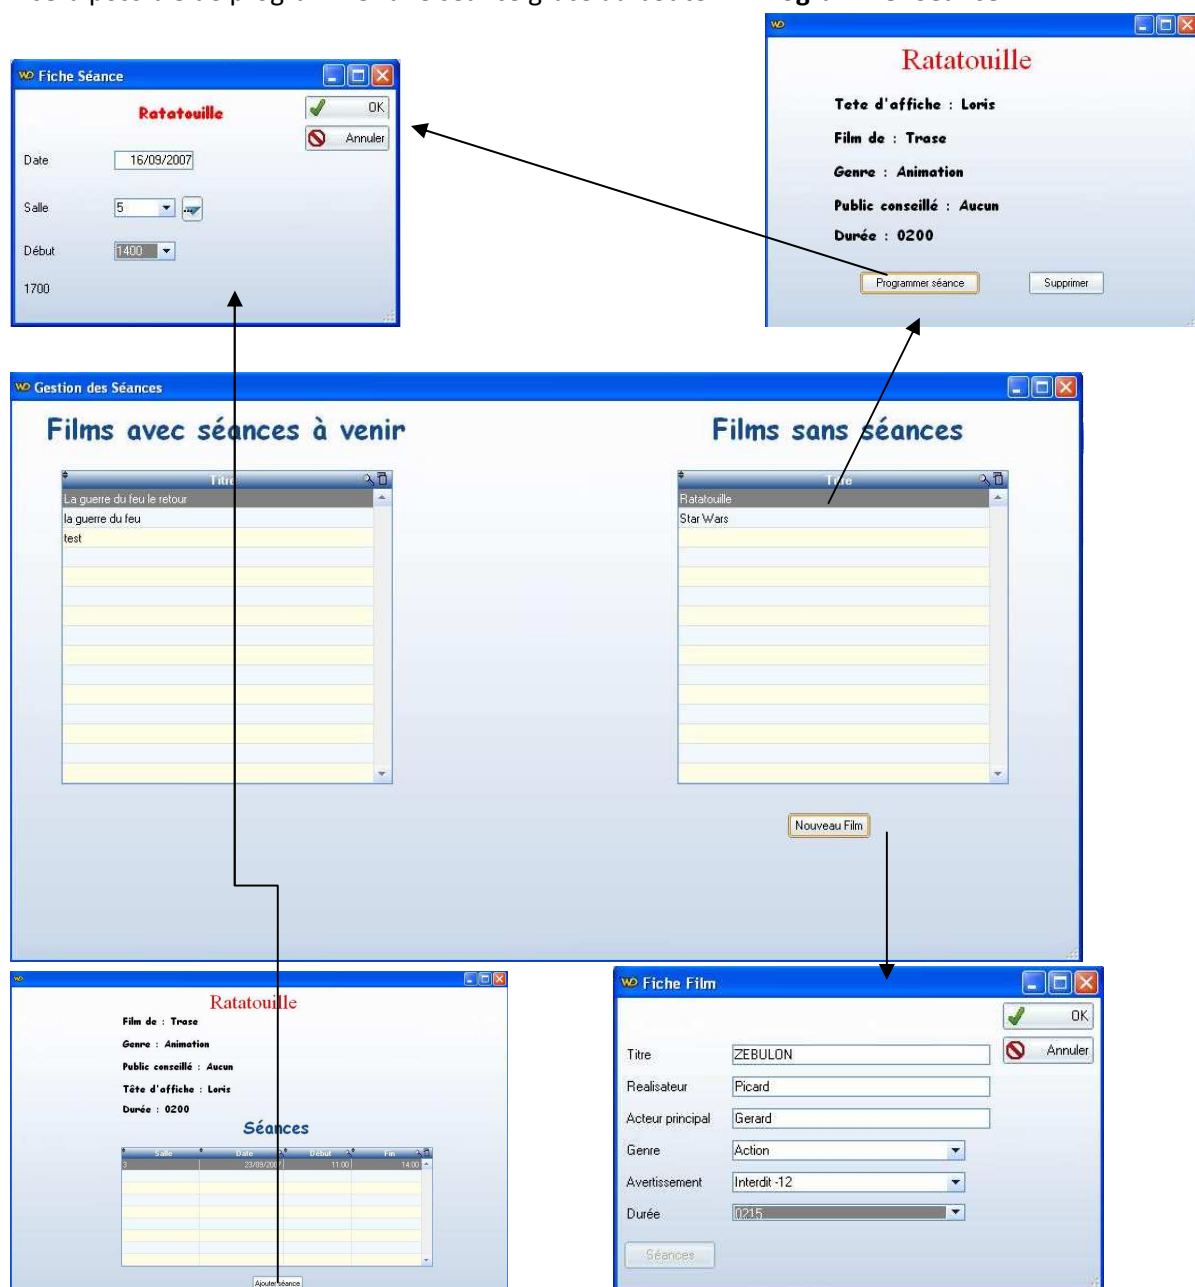 Fiche Séance
Ratatouille
OK
Annuler
Date 16/09/2007
Salle 5
Début 1400
1700
Ratatouille
Tete d'affiche : Loris
Film de : Trase
Genre : Animation
Public conseillé : Aucun
Durée : 0200
Programmer séance Supprimer
Gestion des Séances
Films avec séances à venir
Titre
La guerre du feu le retour
la guerre du feu
test
Films sans séances
Titre
Ratatouille
Star Wars
Nouveau Film
Ratatouille
Film de : Trase
Genre : Animation
Public conseillé : Aucun
Tête d'affiche : Loris
Durée : 0200
Séances
Salle Date Début Fin
3 23/09/2007 11:00 14:00
Ajouter séance
Fiche Film
OK
Annuler
Titre ZEBULON
Realisateur Picard
Acteur principal Gerard
Genre Action
Avertissement Interdit -12
Durée 0215
Séances